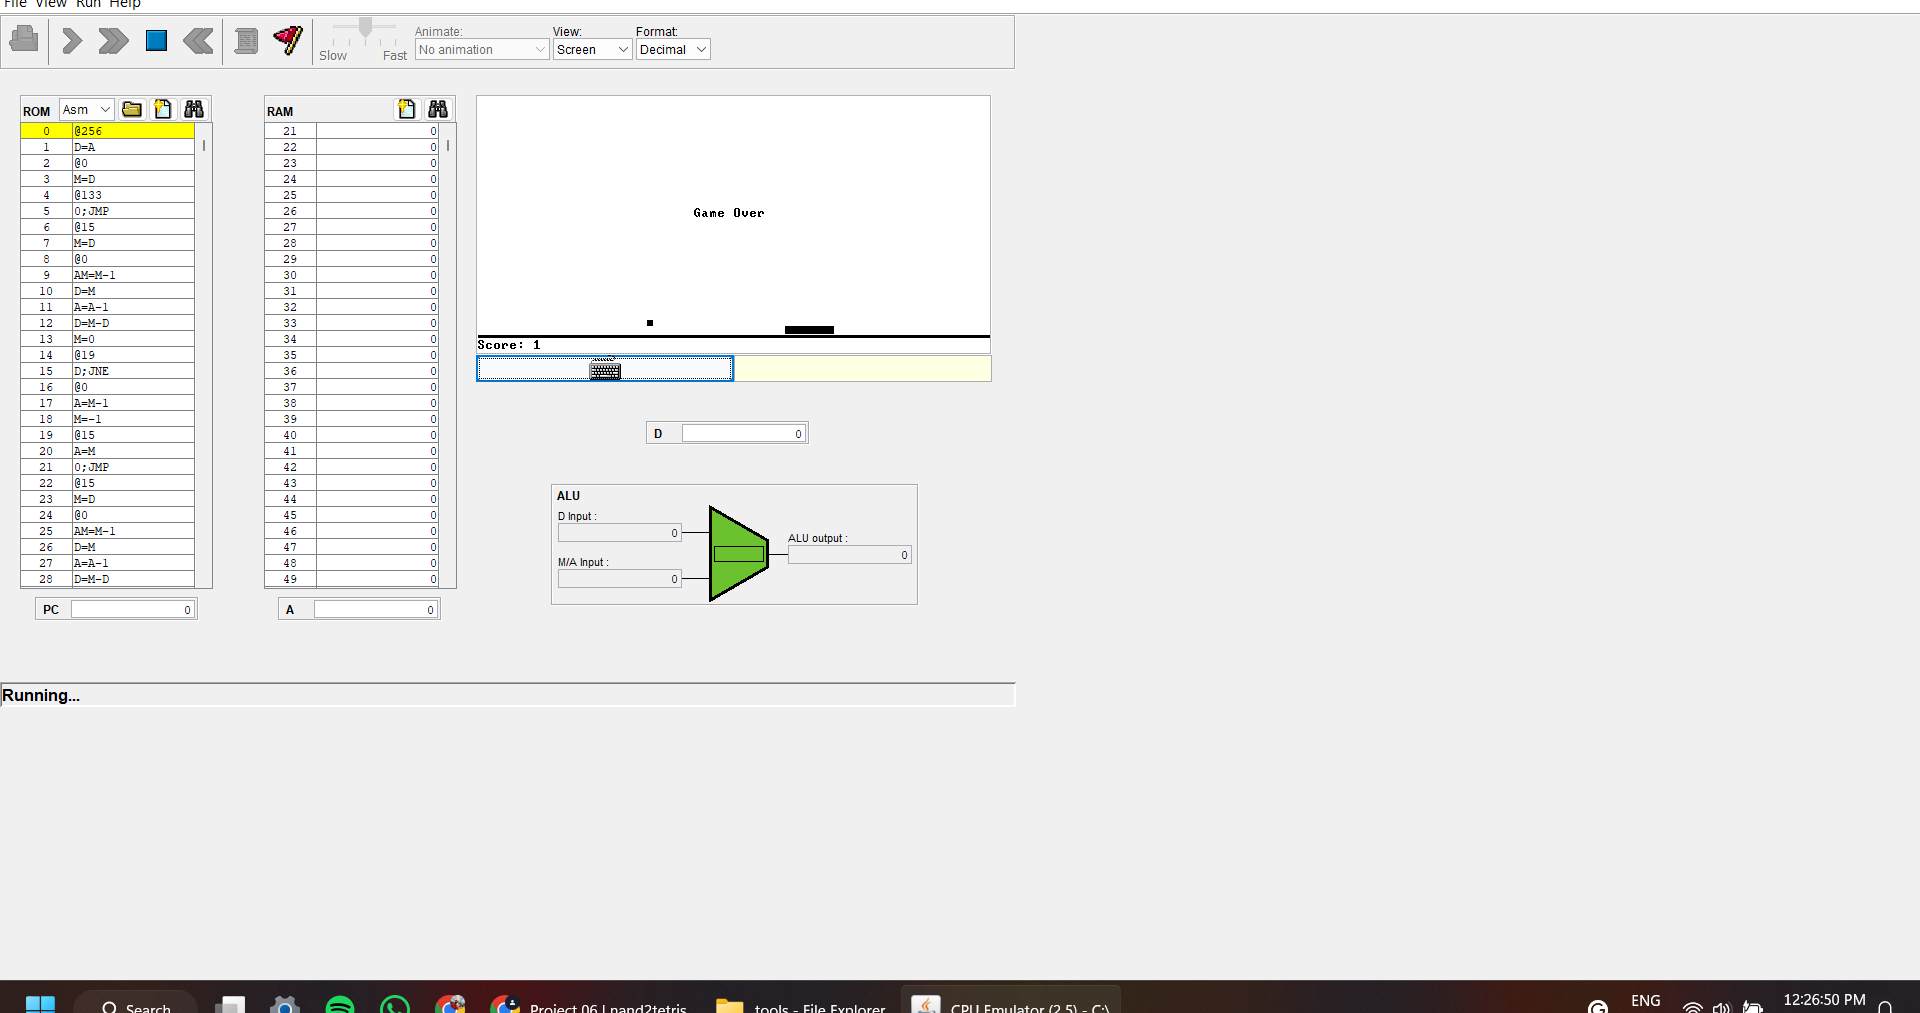 File View Run Help
Animate:
View:
Format:
Slow
Fast
No animation
Screen
Decimal
ROM
Asm
0 @256
1 D=A
2 @0
3 M=D
4 @133
5 0;JMP
6 @15
7 M=D
8 @0
9 AM=M-1
10 D=M
11 A=A-1
12 D=M-D
13 M=0
14 @19
15 D;JNE
16 @0
17 A=M-1
18 M=-1
19 @15
20 A=M
21 0;JMP
22 @15
23 M=D
24 @0
25 AM=M-1
26 D=M
27 A=A-1
28 D=M-D
PC 0
RAM
21 0
22 0
23 0
24 0
25 0
26 0
27 0
28 0
29 0
30 0
31 0
32 0
33 0
34 0
35 0
36 0
37 0
38 0
39 0
40 0
41 0
42 0
43 0
44 0
45 0
46 0
47 0
48 0
49 0
A 0
Game Over
Score: 1
D 0
ALU
D Input :
0
M/A Input :
0
ALU output :
0
Running...
Search
Project 06 | nand2tetris
tools - File Explorer
CPU Emulator (2.5) - C:\
ENG
12:26:50 PM